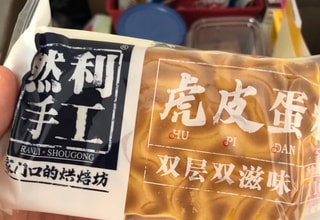 然利
手工
®
RANLI · SHOUGONG
门口的烘焙坊
虎皮蛋
HU PI DAN
双层双滋味